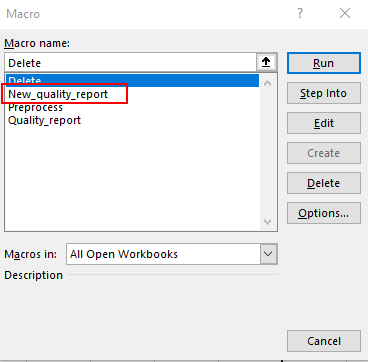 Macro
?
Macro name:
Delete
Run
Delete
New_quality_report
Preprocess
Quality_report
Step Into
Edit
Create
Delete
Options...
Macros in:
All Open Workbooks
Description
Cancel